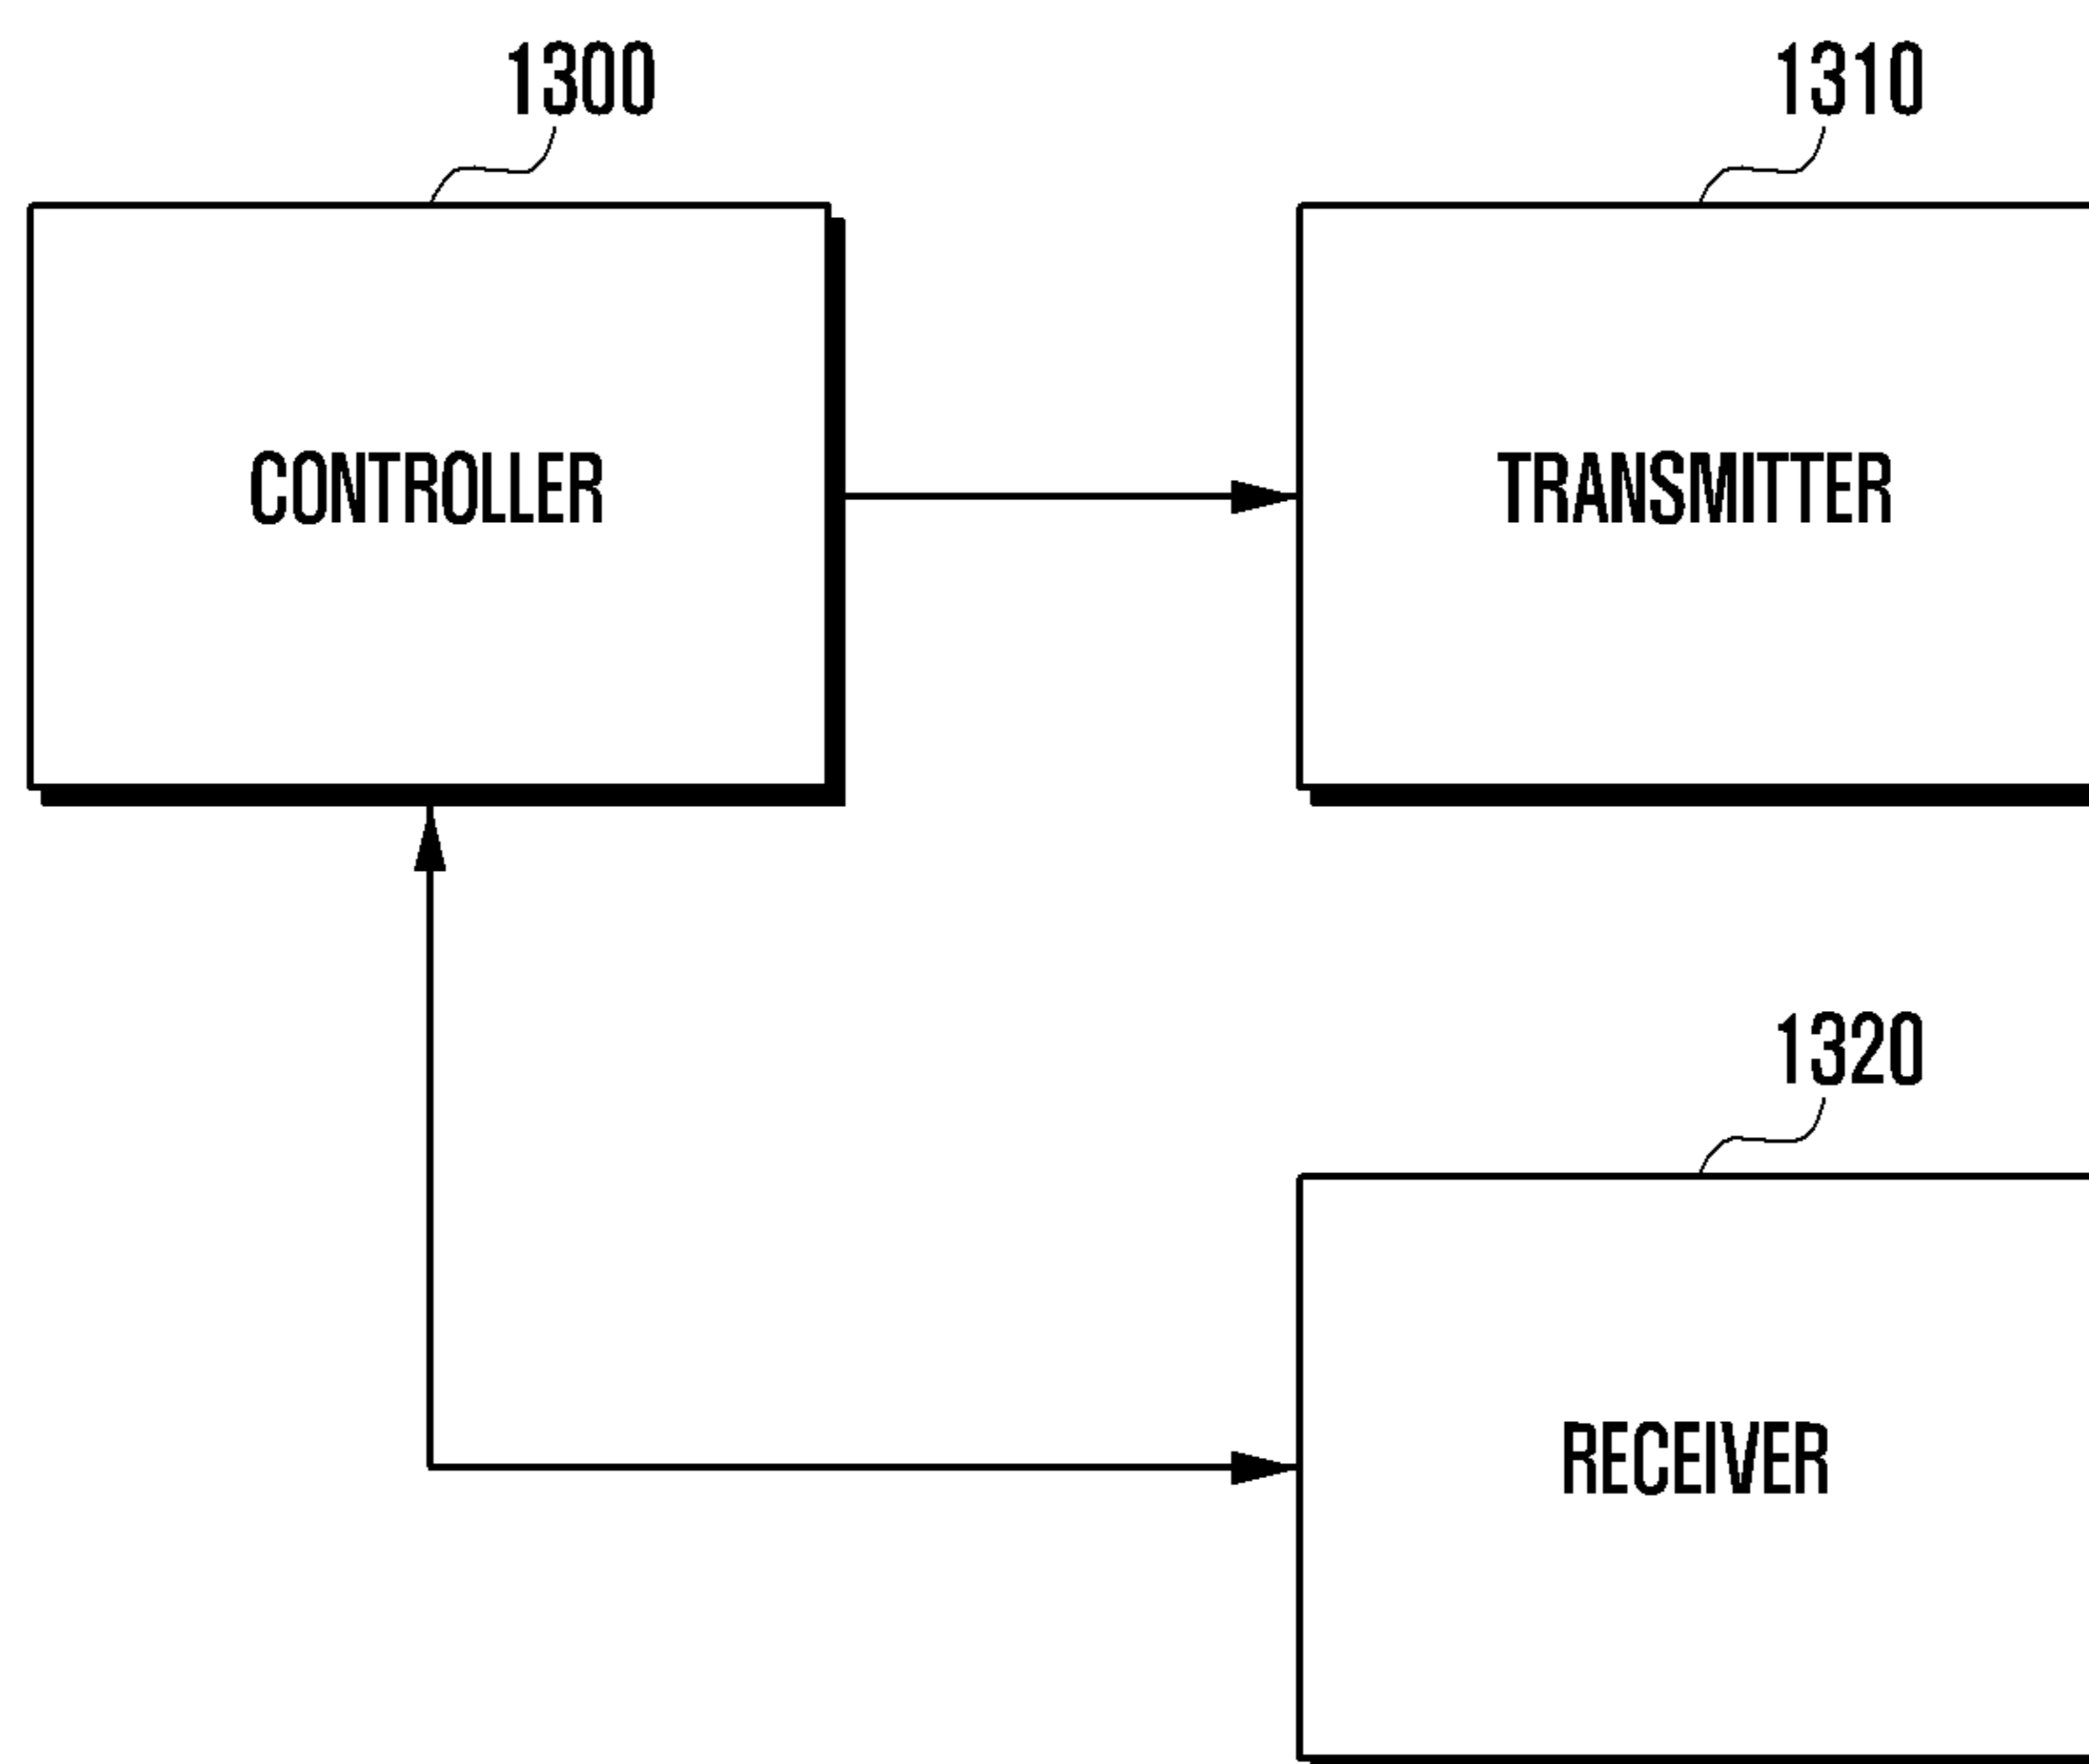 1300
1310
CONTROLLER
TRANSMITTER
1320
RECEIVER